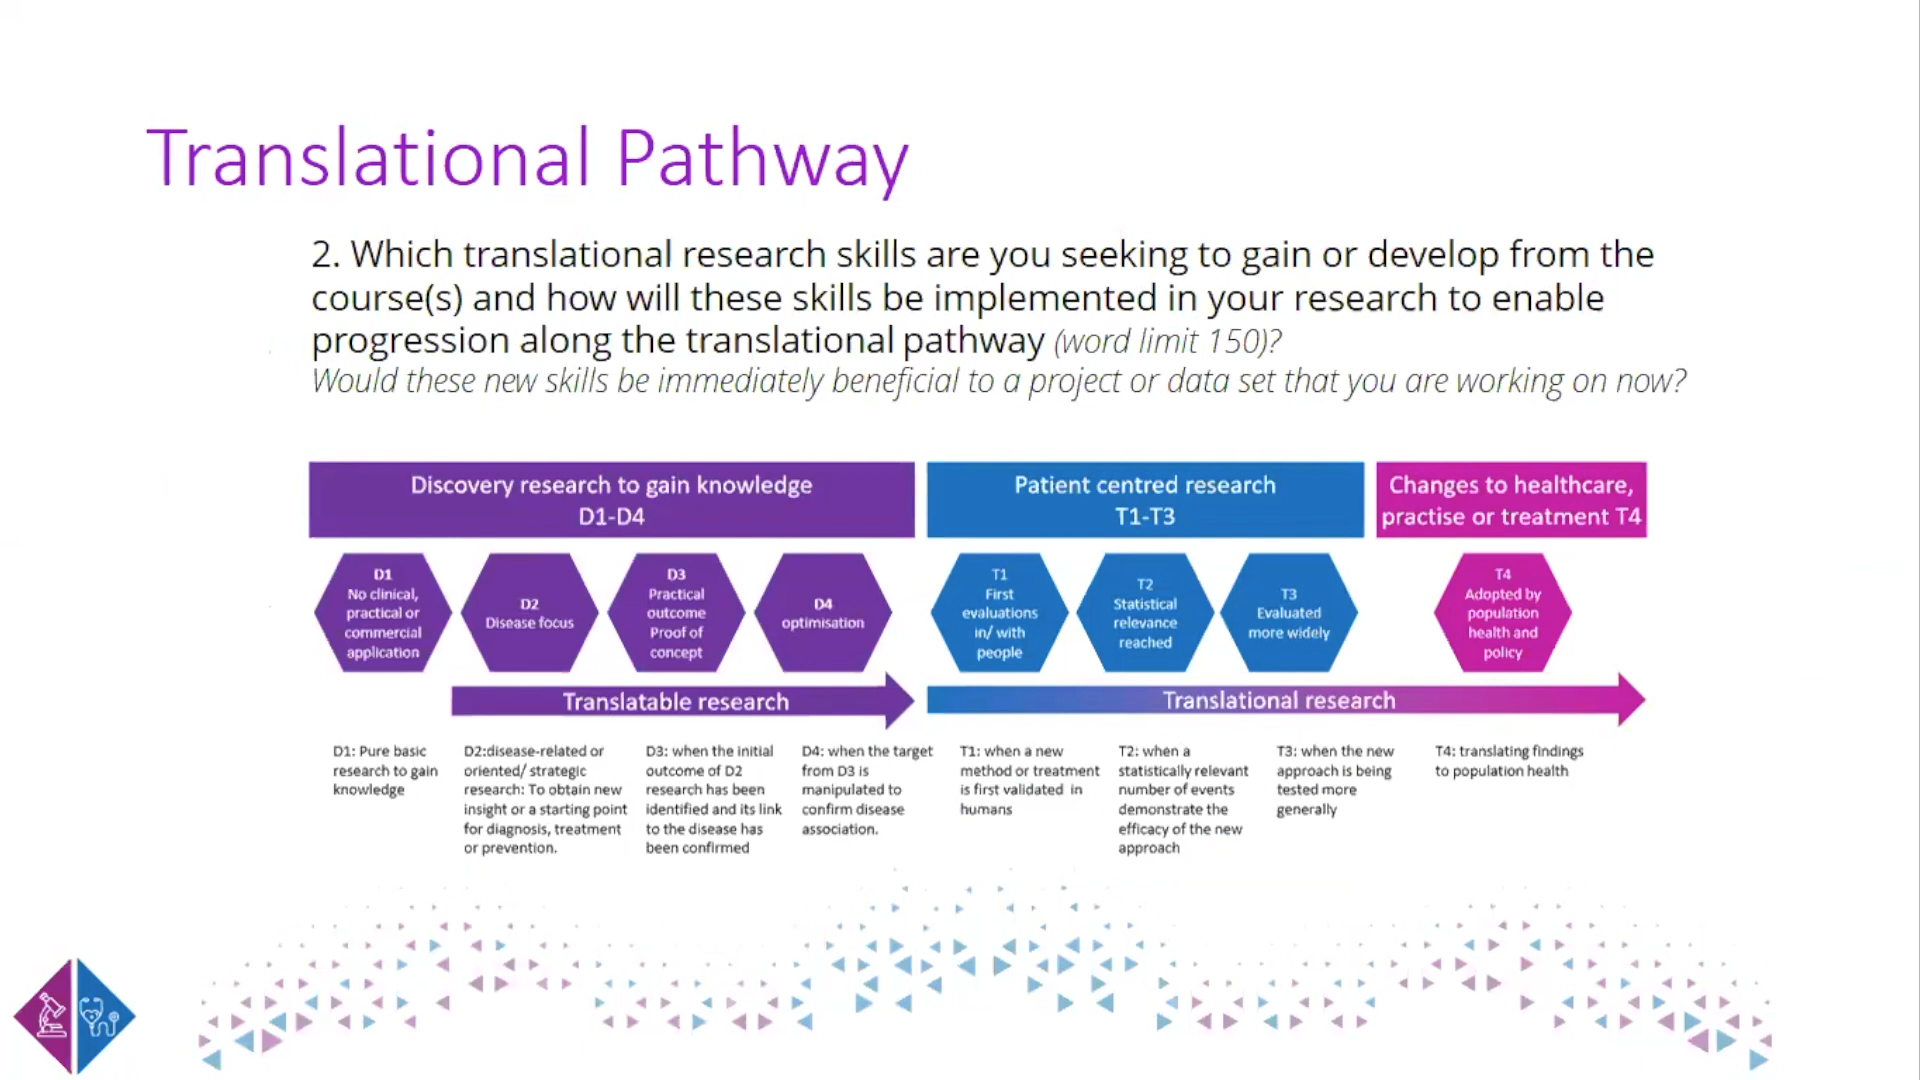 Translational Pathway
2. Which translational research skills are you seeking to gain or develop from the
course(s) and how will these skills be implemented in your research to enable
progression along the translational pathway (word limit 150)?
Would these new skills be immediately beneficial to a project or data set that you are working on now?
Discovery research to gain knowledge
D1-D4
Patient centred research
T1-T3
Changes to healthcare,
practise or treatment T4
D1
No clinical,
practical or
commercial
application
D2
Disease focus
D3
Practical
outcome
Proof of
concept
D4
optimisation
T1
First
evaluations
in/ with
people
T2
Statistical
relevance
reached
T3
Evaluated
more widely
T4
Adopted by
population
health and
policy
Translatable research
Translational research
D1: Pure basic
research to gain
knowledge
D2:disease-related or
oriented/ strategic
research: To obtain new
insight or a starting point
for diagnosis, treatment
or prevention.
D3: when the initial
outcome of D2
research has been
identified and its link
to the disease has
been confirmed
D4: when the target
from D3 is
manipulated to
confirm disease
association.
T1: when a new
method or treatment
is first validated in
humans
T2: when a
statistically relevant
number of events
demonstrate the
efficacy of the new
approach
T3: when the new
approach is being
tested more
generally
T4: translating findings
to population health